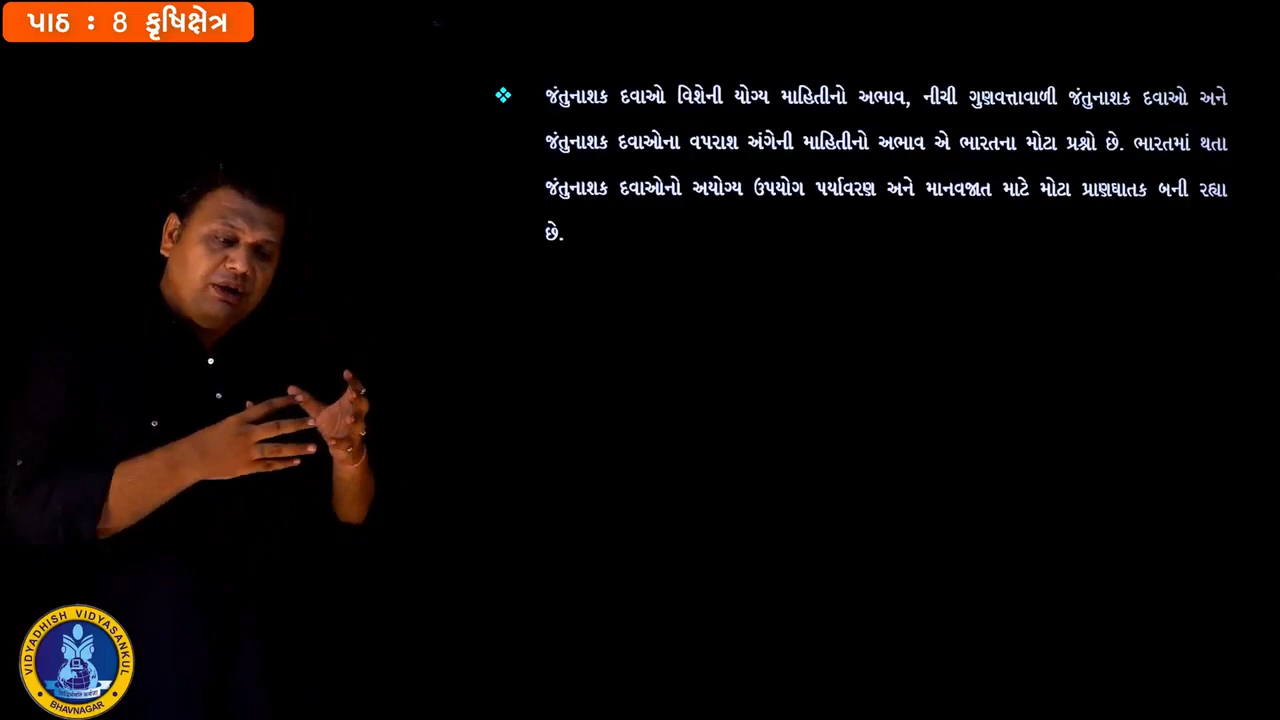 પાઠ : 8 કૃષિક્ષેત્ર
જંતુનાશક દવાઓ વિશેની યોગ્ય માહિતીનો અભાવ, નીચી ગુણવત્તાવાળી જંતુનાશક દવાઓ અને
જંતુનાશક દવાઓના વપરાશ અંગેની માહિતીનો અભાવ એ ભારતના મોટા પ્રશ્નો છે. ભારતમાં થતા
જંતુનાશક દવાઓનો અયોગ્ય ઉપયોગ પર્યાવરણ અને માનવજાત માટે મોટા પ્રાણઘાતક બની રહ્યા
છે.
VIDYADHISH VIDYASANKUL
BHAVNAGAR